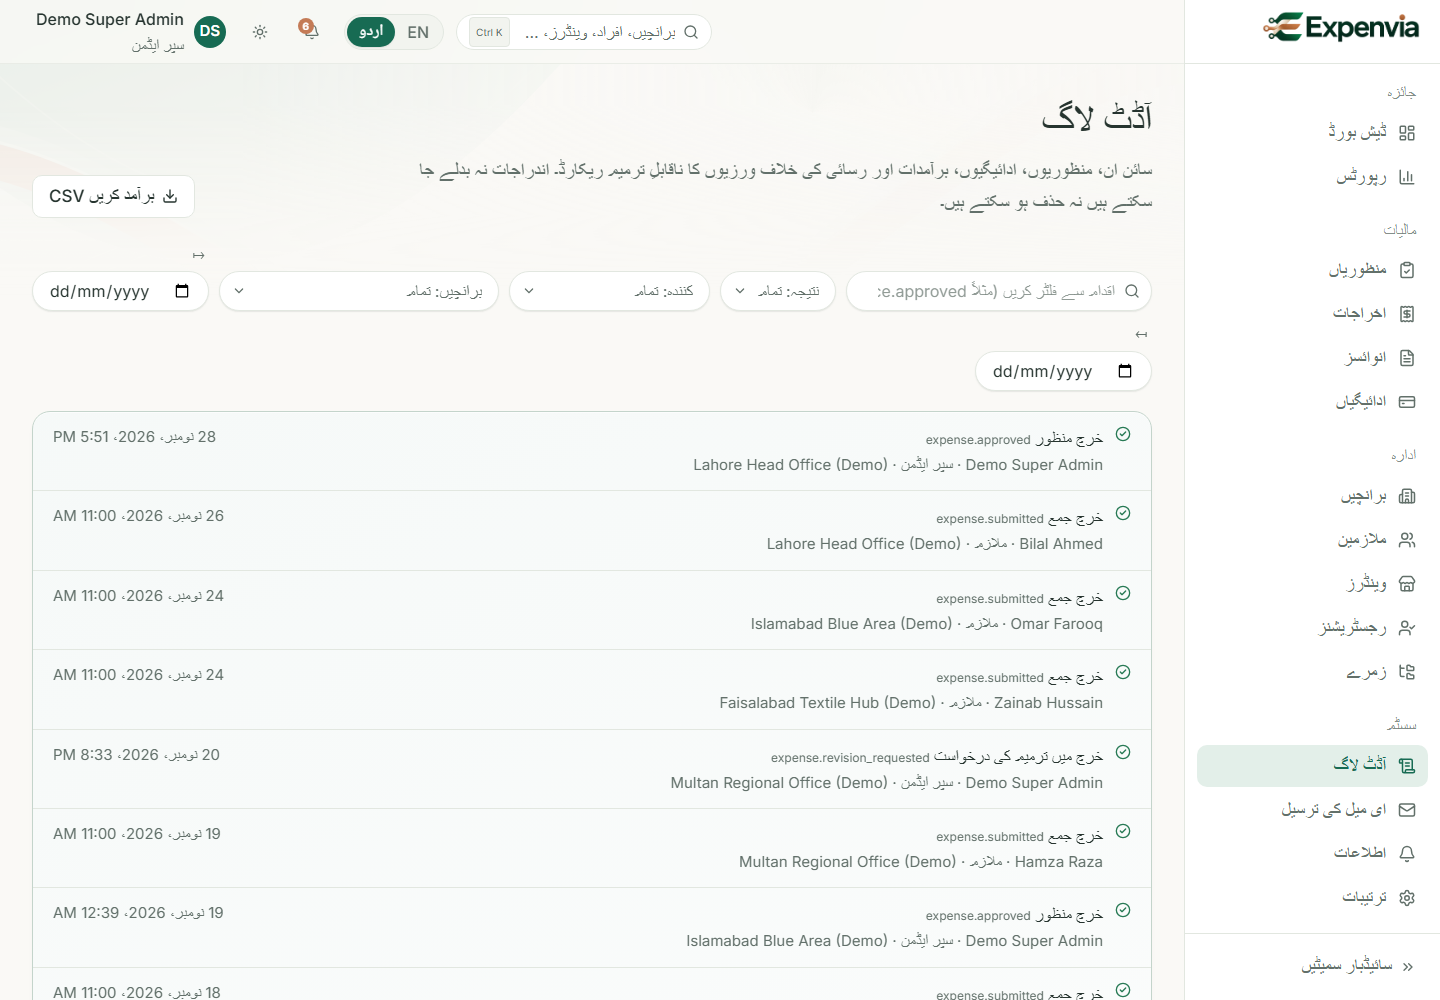 Expenvia
جائزہ
ڈیش بورڈ
رپورٹس
مالیات
منظوریاں
اخراجات
انوائسز
ادائیگیاں
ادارہ
برانچیں
ملازمین
وینڈرز
رجسٹریشنز
زمرے
سسٹم
آڈٹ لاگ
ای میل کی ترسیل
اطلاعات
ترتیبات
سائیڈبار سمیٹیں
برانچیں، افراد، وینڈرز، ...
Ctrl K
EN
اردو
6
DS
Demo Super Admin
سپر ایڈمن
آڈٹ لاگ
سائن ان، منظوریوں، ادائیگیوں، برآمدات اور رسائی کی خلاف ورزیوں کا ناقابلِ ترمیم ریکارڈ۔ اندراجات نہ بدلے جا
سکتے ہیں نہ حذف ہو سکتے ہیں۔
برآمد کریں CSV
اقدام سے فلٹر کریں (مثلاً e.approved
نتیجہ: تمام
کنندہ: تمام
برانچیں: تمام
↦
dd/mm/yyyy
↤
dd/mm/yyyy
خرچ منظور expense.approved
28 نومبر، 2026، 5:51 PM
Demo Super Admin · سپر ایڈمن · Lahore Head Office (Demo)
خرچ جمع expense.submitted
26 نومبر، 2026، 11:00 AM
Bilal Ahmed · ملازم · Lahore Head Office (Demo)
خرچ جمع expense.submitted
24 نومبر، 2026، 11:00 AM
Omar Farooq · ملازم · Islamabad Blue Area (Demo)
خرچ جمع expense.submitted
24 نومبر، 2026، 11:00 AM
Zainab Hussain · ملازم · Faisalabad Textile Hub (Demo)
خرچ میں ترمیم کی درخواست expense.revision_requested
20 نومبر، 2026، 8:33 PM
Demo Super Admin · سپر ایڈمن · Multan Regional Office (Demo)
خرچ جمع expense.submitted
19 نومبر، 2026، 11:00 AM
Hamza Raza · ملازم · Multan Regional Office (Demo)
خرچ منظور expense.approved
19 نومبر، 2026، 12:39 AM
Demo Super Admin · سپر ایڈمن · Islamabad Blue Area (Demo)
خرچ جمع expense.submitted
18 نومبر، 2026، 11:00 AM